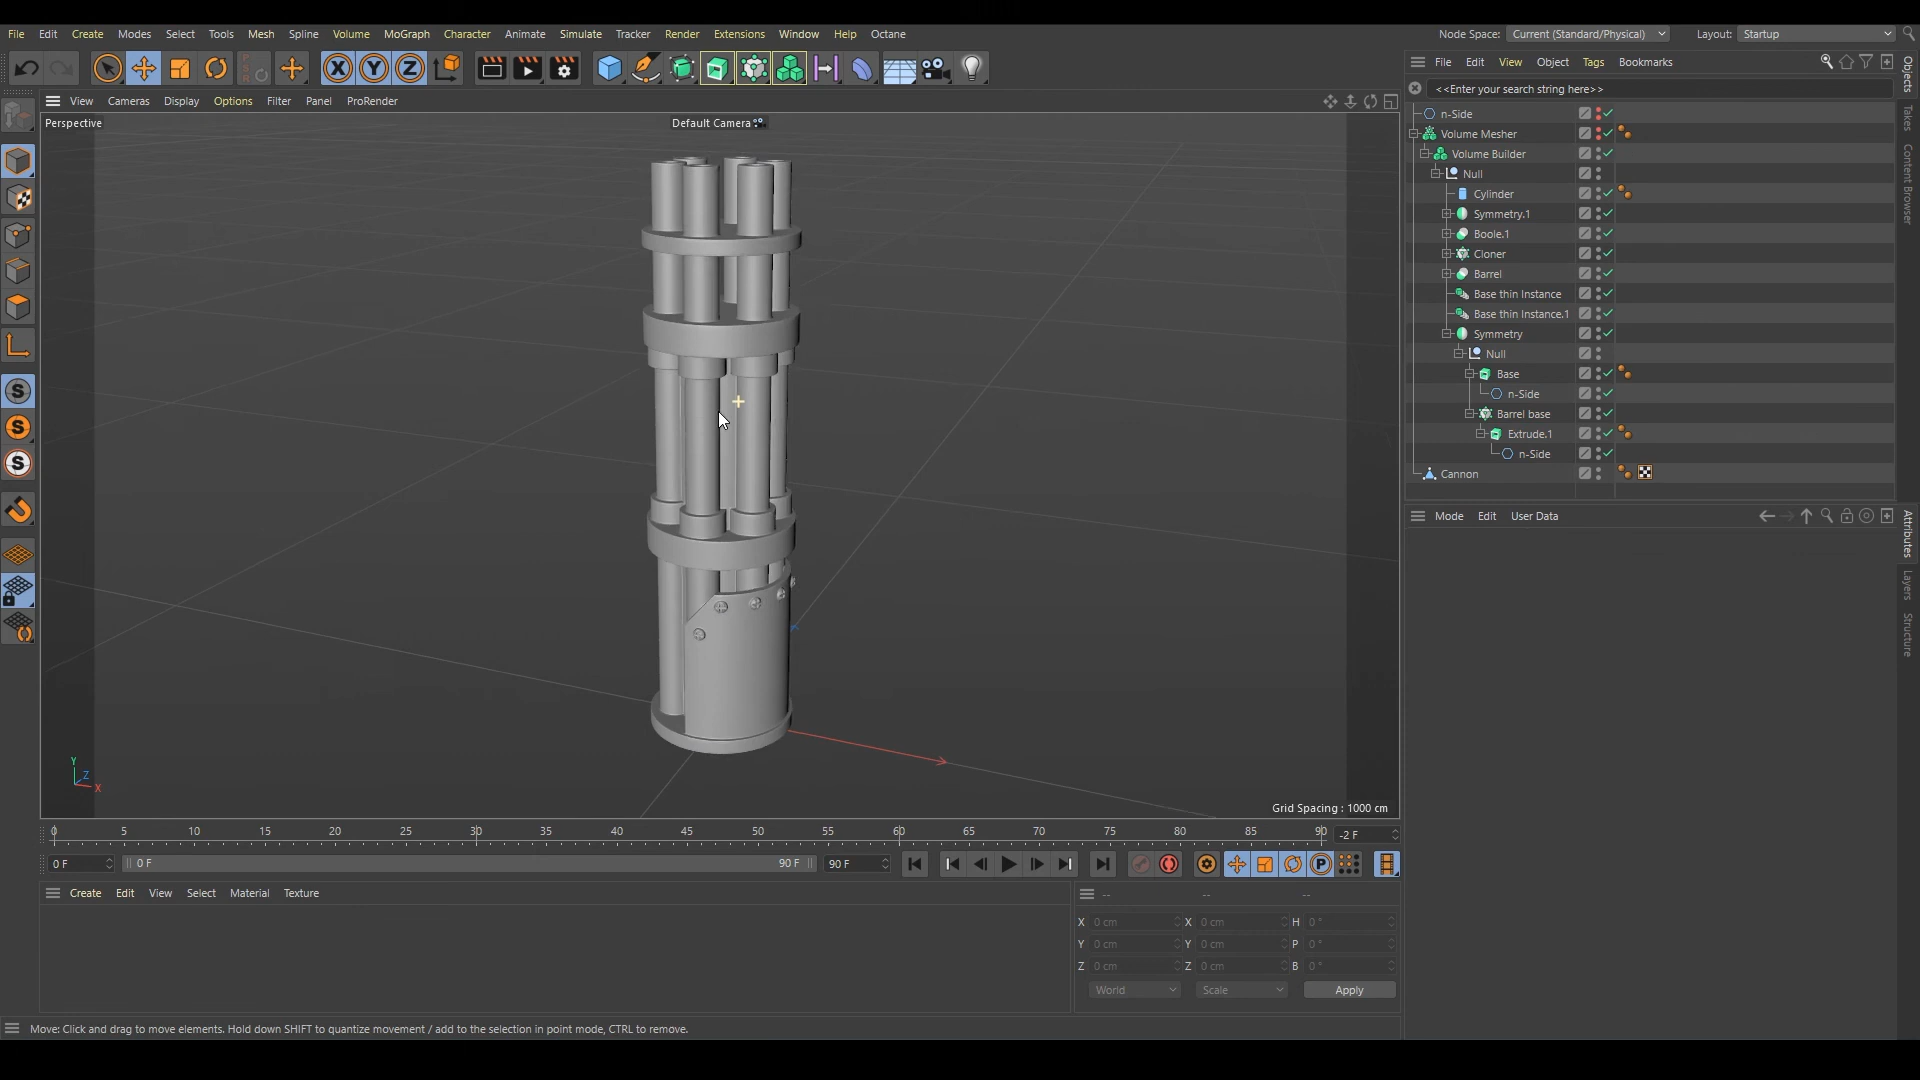 File Edit Create Modes Select Tools Mesh Spline Volume MoGraph Character Animate Simulate Tracker Render Extensions Window Help Octane Node Space: Current (Standard/Physical) Layout: Startup
X Y Z
File Edit View Object Tags Bookmarks
<<Enter your search string here>>
View Cameras Display Options Filter Panel ProRender
Perspective
Default Camera
n-Side
Volume Mesher
Volume Builder
Null
Cylinder
Symmetry.1
Boole.1
Cloner
Barrel
Base thin Instance
Base thin Instance.1
Symmetry
Null
Base
n-Side
Barrel base
Extrude.1
n-Side
Cannon
Objects
Takes
Content Browser
S
S
S
Mode Edit User Data
Attributes
Layers
Structure
Y
Z
X
Grid Spacing : 1000 cm
0 5 10 15 20 25 30 35 40 45 50 55 60 65 70 75 80 85 90 -2 F
0 F 0 F 90 F 90 F P
Create Edit View Select Material Texture
-- -- --
X 0 cm X 0 cm H 0 °
Y 0 cm Y 0 cm P 0 °
Z 0 cm Z 0 cm B 0 °
World Scale Apply
Move: Click and drag to move elements. Hold down SHIFT to quantize movement / add to the selection in point mode, CTRL to remove.